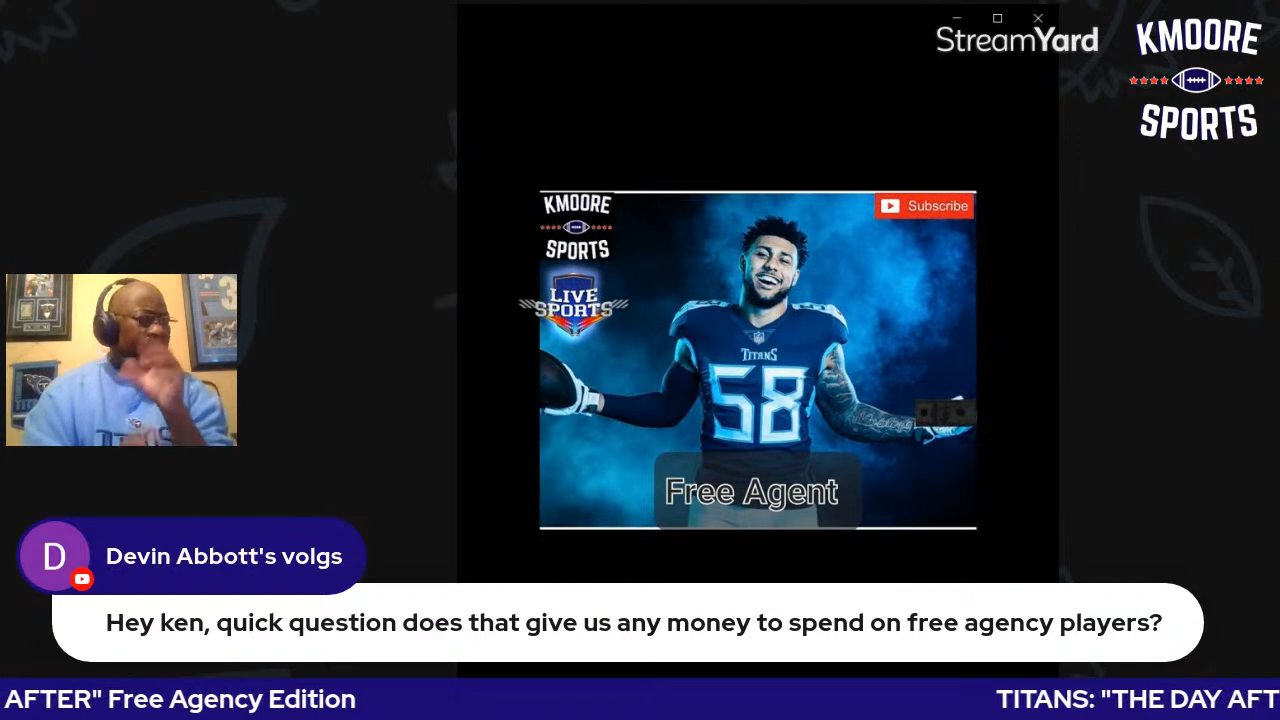 StreamYard
KMOORE
SPORTS
KMOORE
SPORTS
LIVE
SPORTS
Subscribe
TITANS
58
Free Agent
D
Devin Abbott's volgs
Hey ken, quick question does that give us any money to spend on free agency players?
AFTER" Free Agency Edition
TITANS: "THE DAY AFT